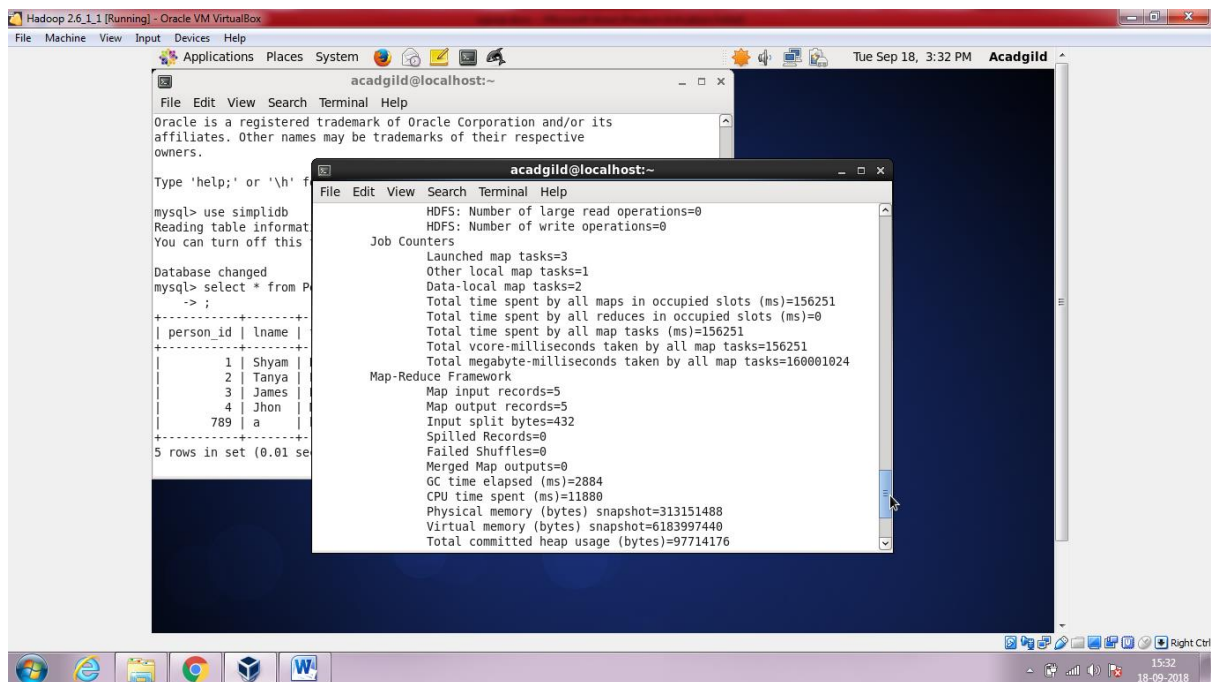 Hadoop 2.6_1_1 [Running] - Oracle VM VirtualBox
File Machine View Input Devices Help
Applications Places System Tue Sep 18, 3:32 PM Acadgild
acadgild@localhost:~
File Edit View Search Terminal Help
Oracle is a registered trademark of Oracle Corporation and/or its
affiliates. Other names may be trademarks of their respective
owners.
Type 'help;' or '\h' f
mysql> use simplidb
Reading table informat
You can turn off this
Database changed
mysql> select * from P
-> ;
+-----------+-------+-
| person_id | lname |
+-----------+-------+-
| 1 | Shyam |
| 2 | Tanya |
| 3 | James |
| 4 | Jhon |
| 789 | a |
+-----------+-------+-
5 rows in set (0.01 se
acadgild@localhost:~
File Edit View Search Terminal Help
HDFS: Number of large read operations=0
HDFS: Number of write operations=0
Job Counters
Launched map tasks=3
Other local map tasks=1
Data-local map tasks=2
Total time spent by all maps in occupied slots (ms)=156251
Total time spent by all reduces in occupied slots (ms)=0
Total time spent by all map tasks (ms)=156251
Total vcore-milliseconds taken by all map tasks=156251
Total megabyte-milliseconds taken by all map tasks=160001024
Map-Reduce Framework
Map input records=5
Map output records=5
Input split bytes=432
Spilled Records=0
Failed Shuffles=0
Merged Map outputs=0
GC time elapsed (ms)=2884
CPU time spent (ms)=11880
Physical memory (bytes) snapshot=313151488
Virtual memory (bytes) snapshot=6183997440
Total committed heap usage (bytes)=97714176
Right Ctrl
15:32
18-09-2018